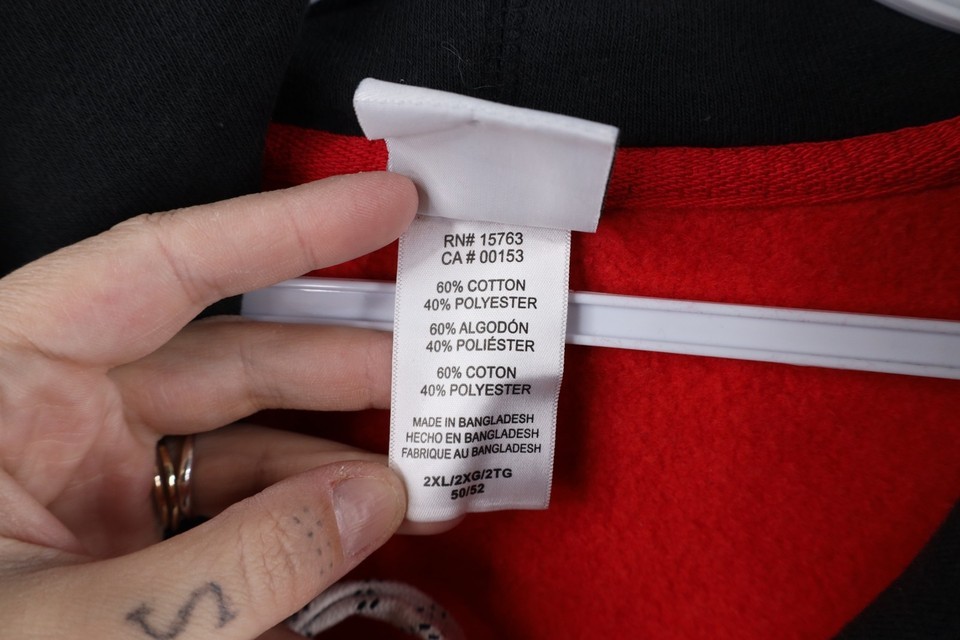 RN# 15763
CA # 00153
60% COTTON
40% POLYESTER
60% ALGODÓN
40% POLIÉSTER
60% COTON
40% POLYESTER
MADE IN BANGLADESH
HECHO EN BANGLADESH
FABRIQUE AU BANGLADESH
2XL/2XG/2TG
50/52